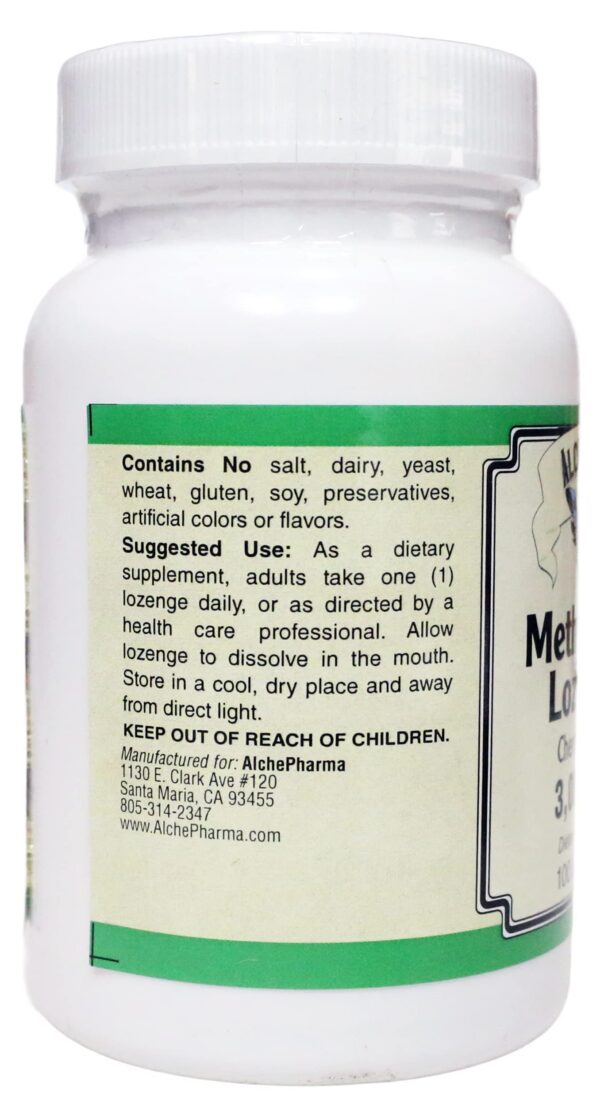 Contains No salt, dairy, yeast,
wheat, gluten, soy, preservatives,
artificial colors or flavors.
Suggested Use: As a dietary
supplement, adults take one (1)
lozenge daily, or as directed by a
health care professional. Allow
lozenge to dissolve in the mouth.
Store in a cool, dry place and away
from direct light.
KEEP OUT OF REACH OF CHILDREN.
Manufactured for: AlchePharma
1130 E. Clark Ave #120
Santa Maria, CA 93455
805-314-2347
www.AlchePharma.com